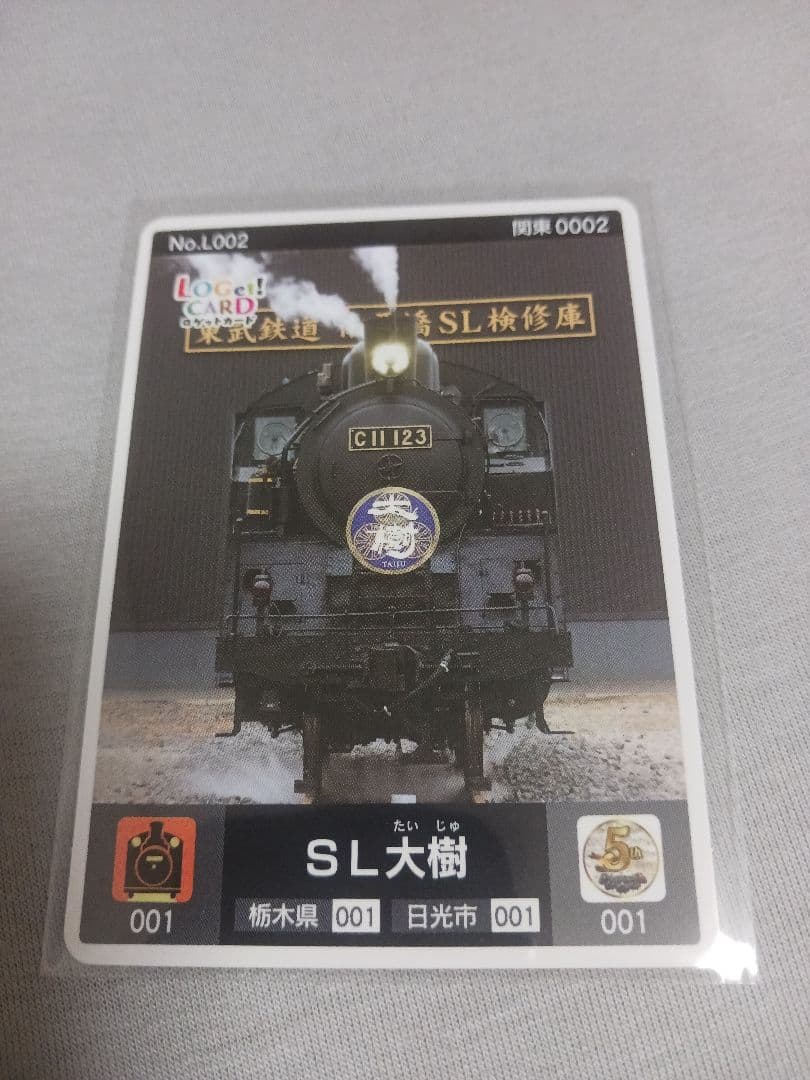 No.L002
関東0002
LOGet!
CARD
ロゲットカード
東武鉄道 橋SL検修庫
C11 123
大樹
TAIJU
たい じゅ
SL大樹
栃木県 001 日光市 001
001
001
5th